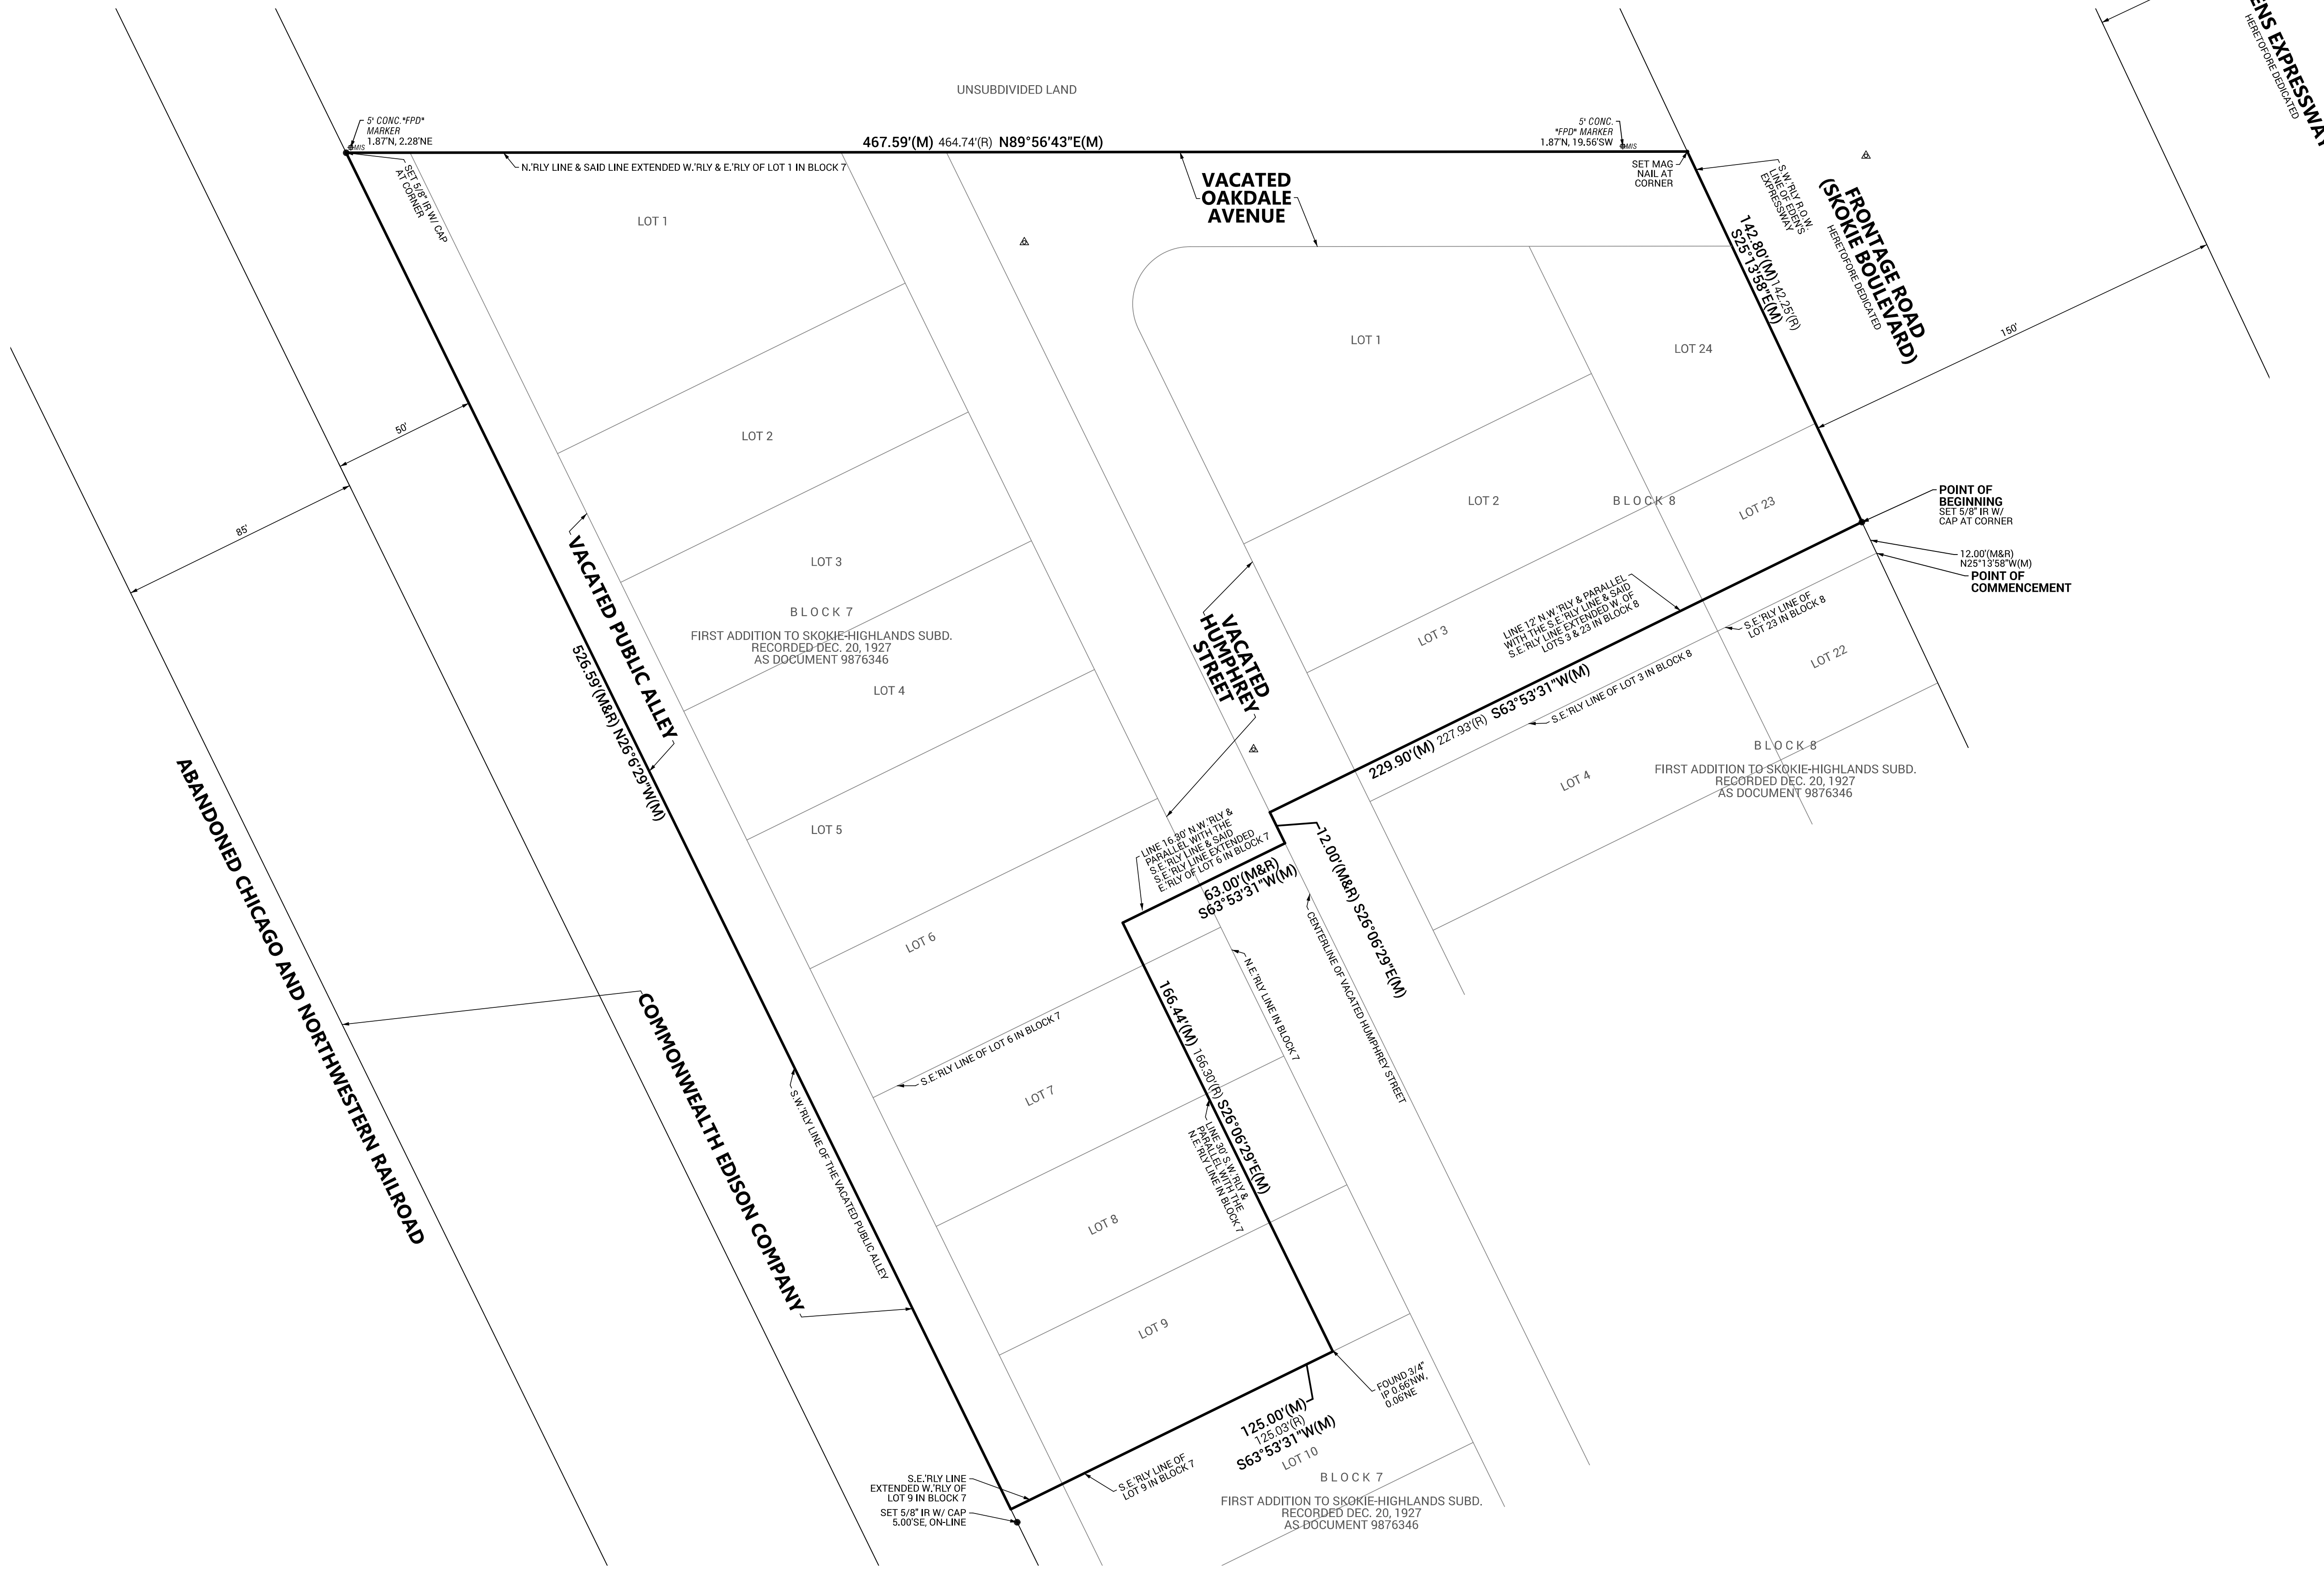 ENS EXPRESSWAY
HERETOFORE DEDICATED
UNSUBDIVIDED LAND
5" CONC."FPD"
MARKER
1.87'N, 2.28'NE
MIS
467.59'(M) 464.74'(R) N89°56'43"E(M)
5" CONC.
"FPD" MARKER
1.87'N, 19.56'SW
MIS
SET 5/8" IR W/ CAP
AT CORNER
N.'RLY LINE & SAID LINE EXTENDED W.'RLY & E.'RLY OF LOT 1 IN BLOCK 7
SET MAG
NAIL AT
CORNER
S.W.'RLY R.O.W.
LINE OF EDEN'S
EXPRESSWAY
VACATED
OAKDALE
AVENUE
FRONTAGE ROAD
(SKOKIE BOULEVARD)
HERETOFORE DEDICATED
LOT 1
142.80'(M) 142.25'(R)
S25°13'58"E(M)
150'
LOT 1
LOT 24
50'
LOT 2
LOT 2
BLOCK 8
LOT 23
POINT OF
BEGINNING
SET 5/8" IR W/
CAP AT CORNER
85'
12.00'(M&R)
N25°13'58"W(M)
POINT OF
COMMENCEMENT
VACATED PUBLIC ALLEY
LOT 3
BLOCK 7
FIRST ADDITION TO SKOKIE-HIGHLANDS SUBD.
RECORDED DEC. 20, 1927
AS DOCUMENT 9876346
LOT 4
526.59'(M&R) N26°6'29"W(M)
VACATED
HUMPHREY
STREET
LOT 3
LINE 12' N.W.'RLY & PARALLEL
WITH THE S.E.'RLY LINE & SAID
S.E.'RLY LINE EXTENDED W. OF
LOTS 3 & 23 IN BLOCK 8
S.E.'RLY LINE OF
LOT 23 IN BLOCK 8
LOT 22
229.90'(M) 227.93'(R) S63°53'31"W(M)
S.E.'RLY LINE OF LOT 3 IN BLOCK 8
BLOCK 8
FIRST ADDITION TO SKOKIE-HIGHLANDS SUBD.
RECORDED DEC. 20, 1927
AS DOCUMENT 9876346
LOT 4
LOT 5
LINE 16.30' N.W.'RLY &
PARALLEL WITH THE
S.E.'RLY LINE & SAID
S.E.'RLY LINE EXTENDED
E.'RLY OF LOT 6 IN BLOCK 7
12.00'(M&R) S26°06'29"E(M)
63.00'(M&R)
S63°53'31"W(M)
LOT 6
CENTERLINE OF VACATED HUMPHREY STREET
N.E.'RLY LINE IN BLOCK 7
166.44'(M) 166.30'(R) S26°06'29"E(M)
ABANDONED CHICAGO AND NORTHWESTERN RAILROAD
COMMONWEALTH EDISON COMPANY
S.E.'RLY LINE OF LOT 6 IN BLOCK 7
LOT 7
S.W.'RLY LINE OF THE VACATED PUBLIC ALLEY
LINE 30' S.W.'RLY &
PARALLEL WITH THE
N.E.'RLY LINE IN BLOCK 7
LOT 8
LOT 9
FOUND 3/4"
IP 0.66'NW,
0.06'NE
125.00'(M)
125.03'(R)
S63°53'31"W(M)
LOT 10
S.E.'RLY LINE OF
LOT 9 IN BLOCK 7
S.E.'RLY LINE
EXTENDED W.'RLY OF
LOT 9 IN BLOCK 7
SET 5/8" IR W/ CAP
5.00'SE, ON-LINE
BLOCK 7
FIRST ADDITION TO SKOKIE-HIGHLANDS SUBD.
RECORDED DEC. 20, 1927
AS DOCUMENT 9876346